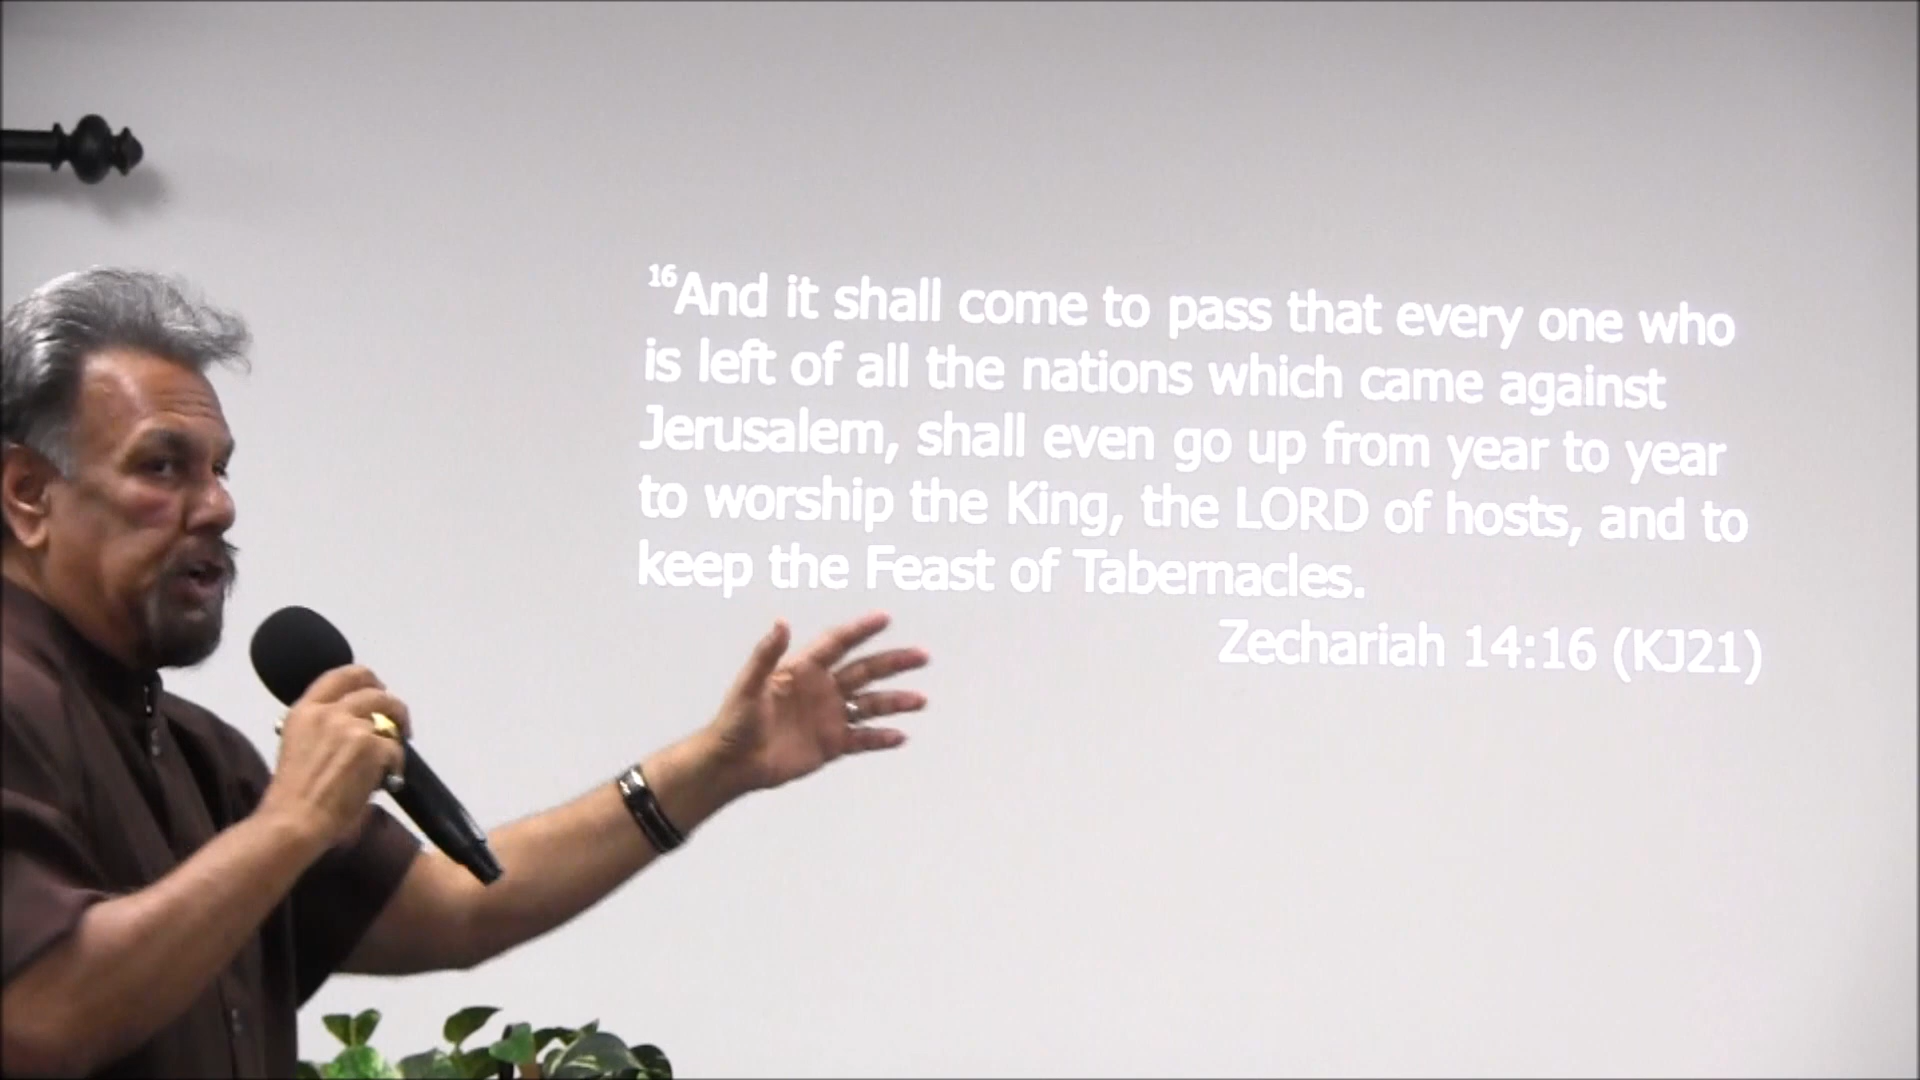 16And it shall come to pass that every one who
is left of all the nations which came against
Jerusalem, shall even go up from year to year
to worship the King, the LORD of hosts, and to
keep the Feast of Tabernacles.
Zechariah 14:16 (KJ21)